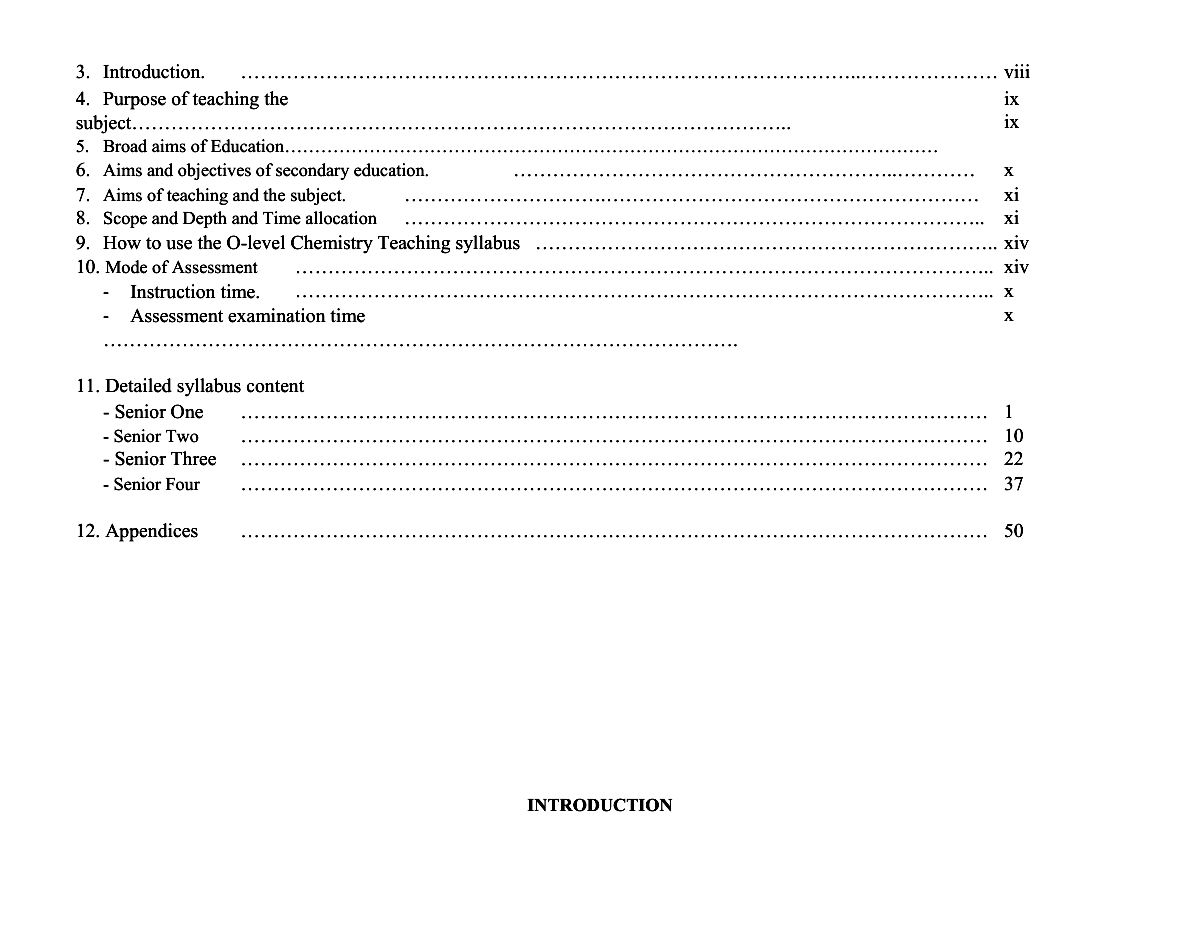 3. Introduction. ……………………………………………………………………………………..………………… viii
4. Purpose of teaching the ix
subject……………………………………………………………………………………….. ix
5. Broad aims of Education…………………………………………………………………………………………
6. Aims and objectives of secondary education. …………………………………………………..………… x
7. Aims of teaching and the subject. …………………………..………………………………………………… xi
8. Scope and Depth and Time allocation …………………………………………………………………………….. xi
9. How to use the O-level Chemistry Teaching syllabus …………………………………………………………….. xiv
10. Mode of Assessment …………………………………………………………………………………………….. xiv
- Instruction time. …………………………………………………………………………………………….. x
- Assessment examination time x
…………………………………………………………………………………….
11. Detailed syllabus content
- Senior One …………………………………………………………………………………………………… 1
- Senior Two …………………………………………………………………………………………………… 10
- Senior Three …………………………………………………………………………………………………… 22
- Senior Four …………………………………………………………………………………………………… 37
12. Appendices …………………………………………………………………………………………………… 50
INTRODUCTION